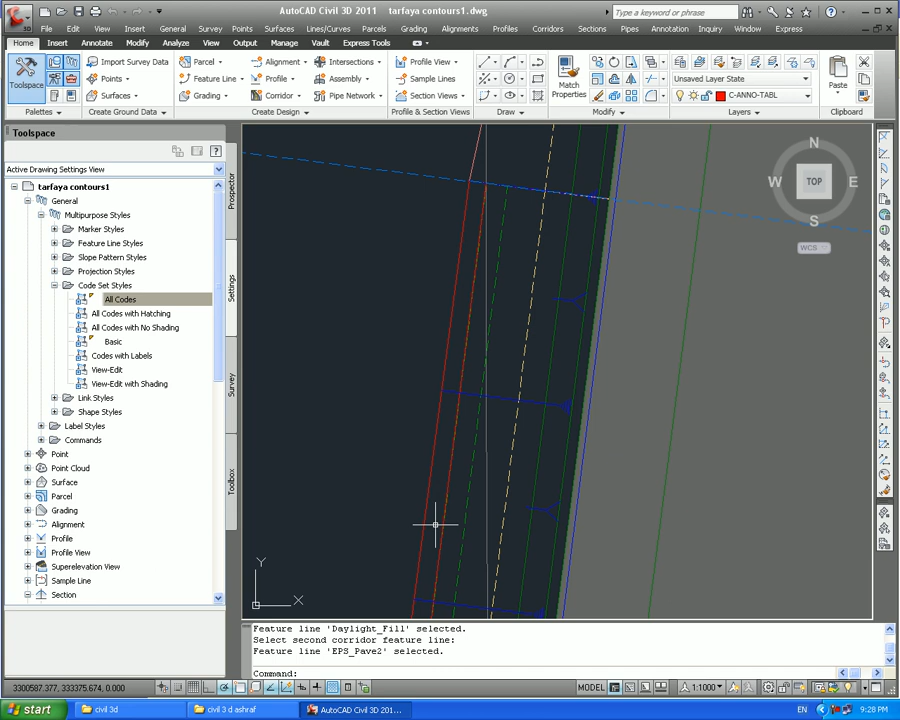 AutoCAD Civil 3D 2011 tarfaya contours1.dwg
Type a keyword or phrase
File Edit View Insert General Survey Points Surfaces Lines/Curves Parcels Grading Alignments Profiles Corridors Sections Pipes Annotation Inquiry Window Express
Home Insert Annotate Modify Analyze View Output Manage Vault Express Tools
Toolspace
Import Survey Data
Points
Surfaces
Parcel
Feature Line
Grading
Alignment
Profile
Corridor
Intersections
Assembly
Pipe Network
Profile View
Sample Lines
Section Views
Match
Properties
Unsaved Layer State
C-ANNO-TABL
Paste
Palettes Create Ground Data Create Design Profile & Section Views Draw Modify Layers Clipboard
Toolspace
Active Drawing Settings View
tarfaya contours1
General
Multipurpose Styles
Marker Styles
Feature Line Styles
Slope Pattern Styles
Projection Styles
Code Set Styles
All Codes
All Codes with Hatching
All Codes with No Shading
Basic
Codes with Labels
View-Edit
View-Edit with Shading
Link Styles
Shape Styles
Label Styles
Commands
Point
Point Cloud
Surface
Parcel
Grading
Alignment
Profile
Profile View
Superelevation View
Sample Line
Section
Prospector
Settings
Survey
Toolbox
N
W TOP E
S
WCS
Y
X
Feature line 'Daylight_Fill' selected.
Select second corridor feature line:
Feature line 'EPS_Pave2' selected.
Command:
3300587.377, 333375.674, 0.000
MODEL
1:1000
start
civil 3d
civil 3 d ashraf
AutoCAD Civil 3D 201...
EN
9:28 PM